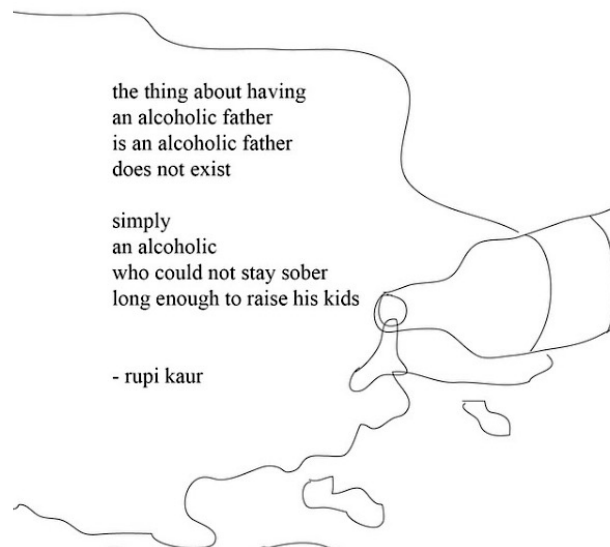 the thing about having
an alcoholic father
is an alcoholic father
does not exist
simply
an alcoholic
who could not stay sober
long enough to raise his kids
- rupi kaur